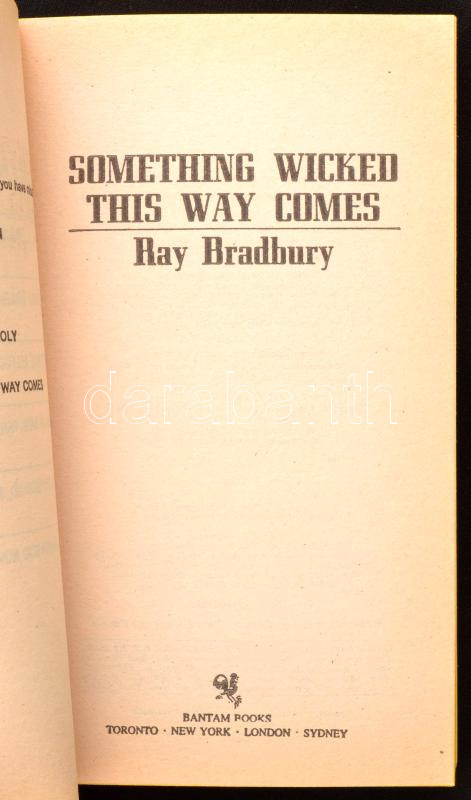 you have
OLY
WAY COMES
SOMETHING WICKED
THIS WAY COMES
Ray Bradbury
darabanth
BANTAM BOOKS
TORONTO · NEW YORK · LONDON · SYDNEY